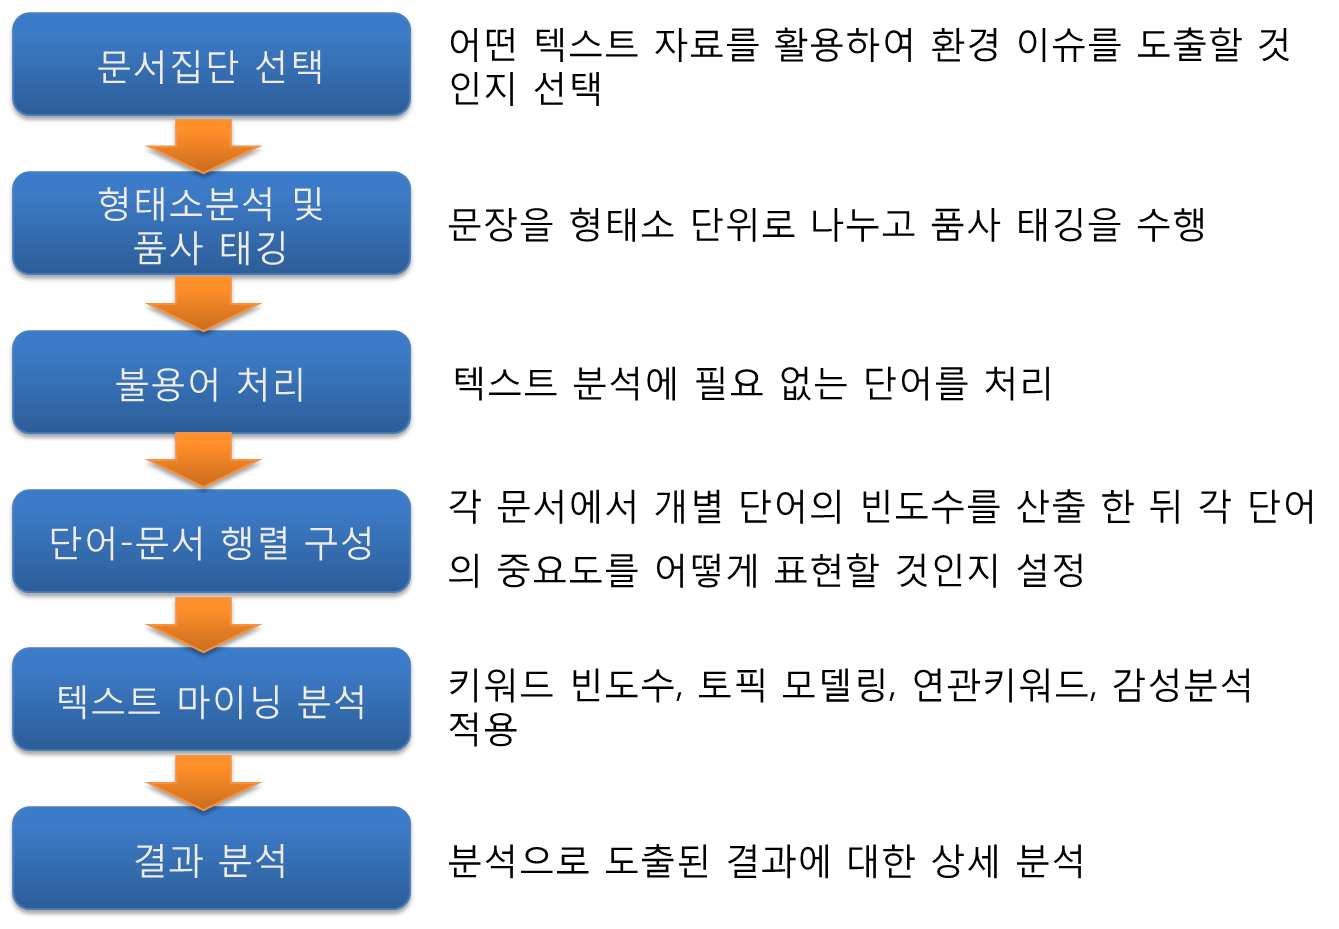 문서집단 선택
어떤 텍스트 자료를 활용하여 환경 이슈를 도출할 것
인지 선택
형태소분석 및
품사 태깅
문장을 형태소 단위로 나누고 품사 태깅을 수행
불용어 처리
텍스트 분석에 필요 없는 단어를 처리
단어-문서 행렬 구성
각 문서에서 개별 단어의 빈도수를 산출 한 뒤 각 단어
의 중요도를 어떻게 표현할 것인지 설정
텍스트 마이닝 분석
키워드 빈도수, 토픽 모델링, 연관키워드, 감성분석
적용
결과 분석
분석으로 도출된 결과에 대한 상세 분석